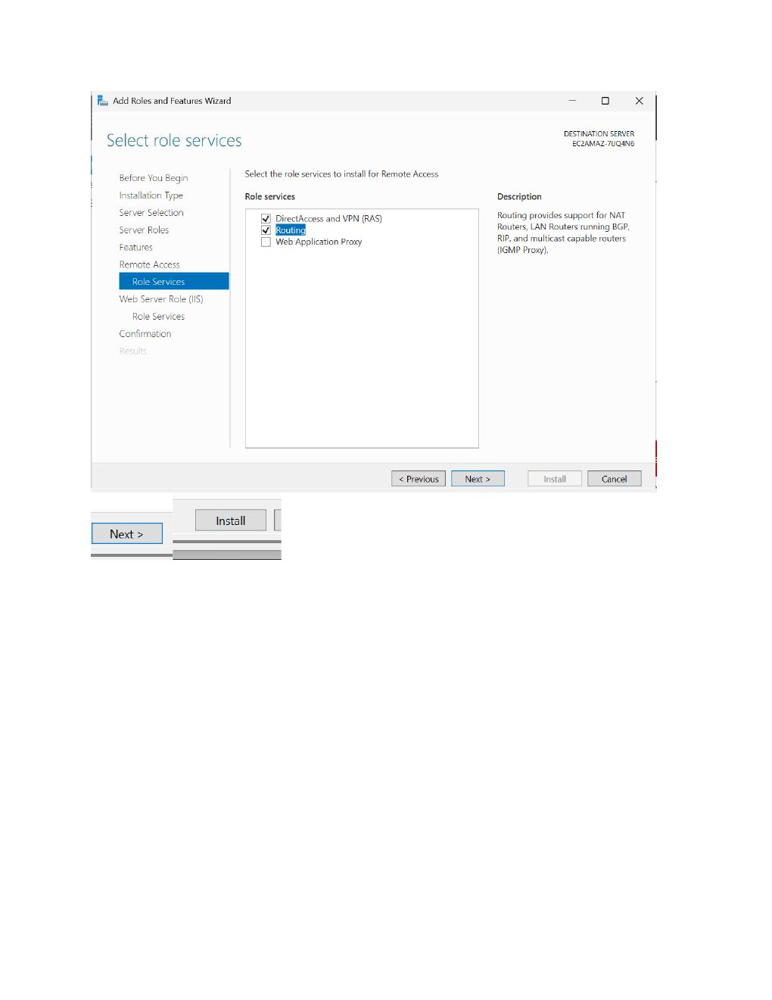 Add Roles and Features Wizard
Select role services
DESTINATION SERVER
EC2AMAZ-7IJQ4N6
Before You Begin
Installation Type
Server Selection
Server Roles
Features
Remote Access
Role Services
Web Server Role (IIS)
Role Services
Confirmation
Results
Select the role services to install for Remote Access
Role services
DirectAccess and VPN (RAS)
Routing
Web Application Proxy
Description
Routing provides support for NAT
Routers, LAN Routers running BGP,
RIP, and multicast capable routers
(IGMP Proxy).
< Previous
Next >
Install
Cancel
Next >
Install